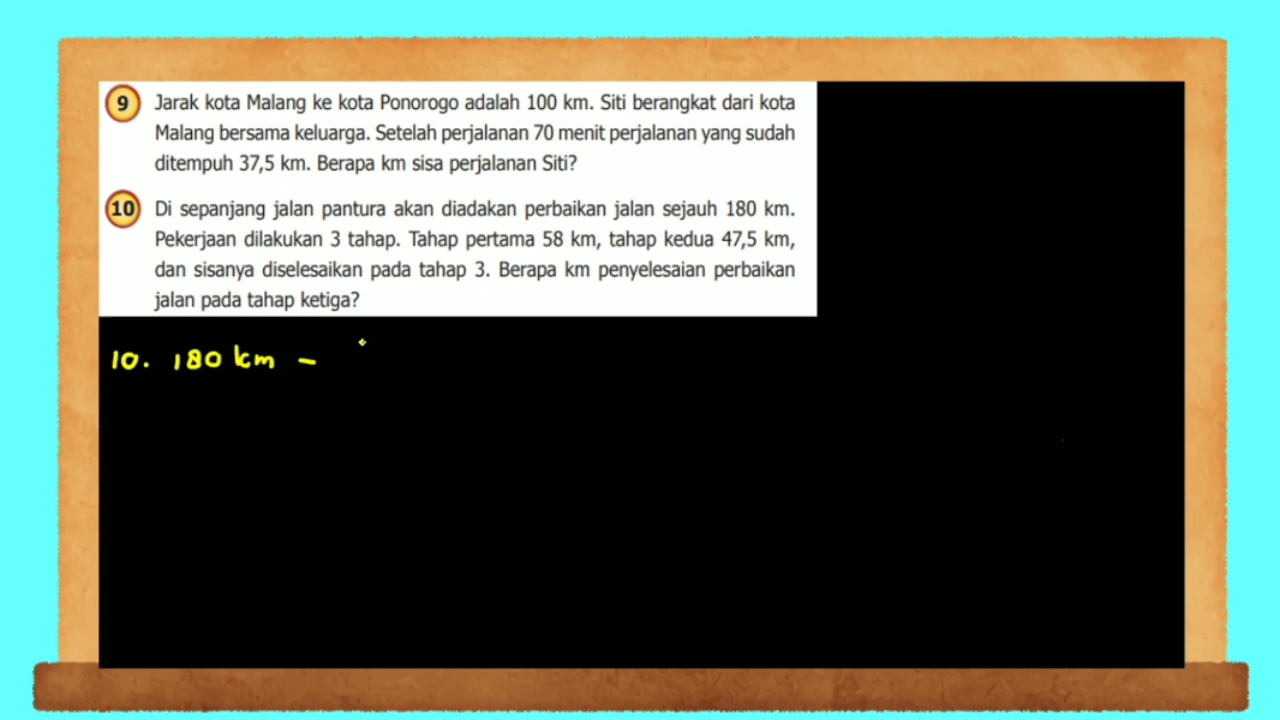 9 Jarak kota Malang ke kota Ponorogo adalah 100 km. Siti berangkat dari kota
Malang bersama keluarga. Setelah perjalanan 70 menit perjalanan yang sudah
ditempuh 37,5 km. Berapa km sisa perjalanan Siti?
10 Di sepanjang jalan pantura akan diadakan perbaikan jalan sejauh 180 km.
Pekerjaan dilakukan 3 tahap. Tahap pertama 58 km, tahap kedua 47,5 km,
dan sisanya diselesaikan pada tahap 3. Berapa km penyelesaian perbaikan
jalan pada tahap ketiga?
10. 180 km –